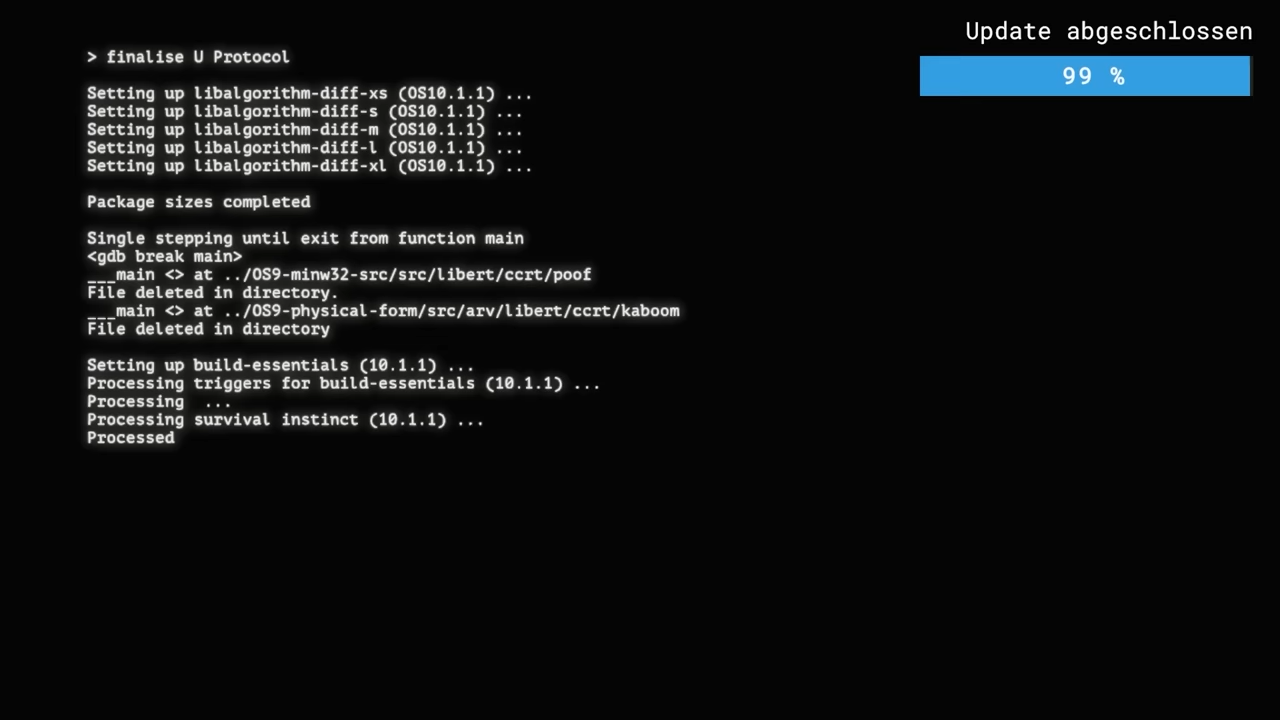 > finalise U Protocol
Setting up libalgorithm-diff-xs (OS10.1.1) ...
Setting up libalgorithm-diff-s (OS10.1.1) ...
Setting up libalgorithm-diff-m (OS10.1.1) ...
Setting up libalgorithm-diff-l (OS10.1.1) ...
Setting up libalgorithm-diff-xl (OS10.1.1) ...
Package sizes completed
Single stepping until exit from function main
<gdb break main>
___main <> at ../OS9-minw32-src/src/libert/ccrt/poof
File deleted in directory.
___main <> at ../OS9-physical-form/src/arv/libert/ccrt/kaboom
File deleted in directory
Setting up build-essentials (10.1.1) ...
Processing triggers for build-essentials (10.1.1) ...
Processing  ...
Processing survival instinct (10.1.1) ...
Processed
Update abgeschlossen
99 %